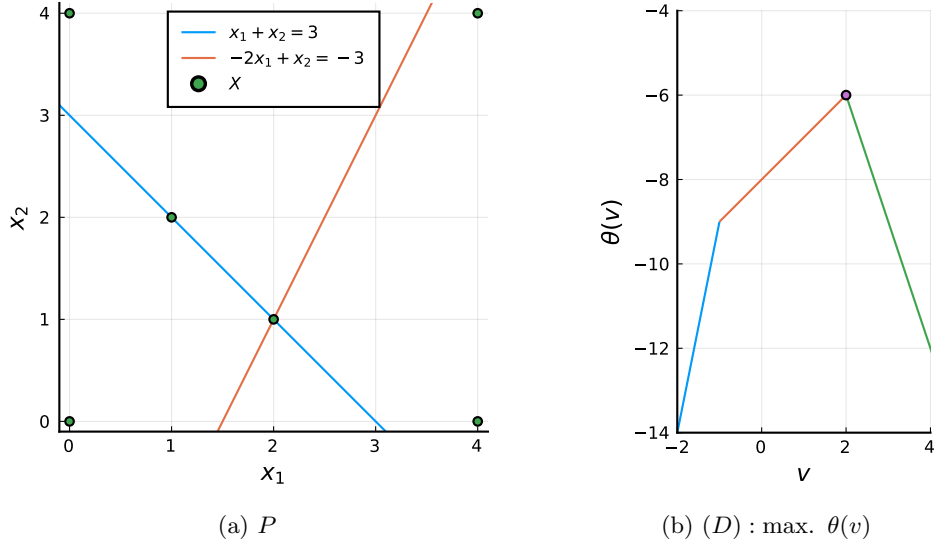 x₁ + x₂ = 3
−2x₁ + x₂ = −3
X
4
3
2
1
0
x₂
0 1 2 3 4
x₁
(a) P
−4
−6
−8
−10
−12
−14
θ(v)
−2 0 2 4
v
(b) (D) : max. θ(v)